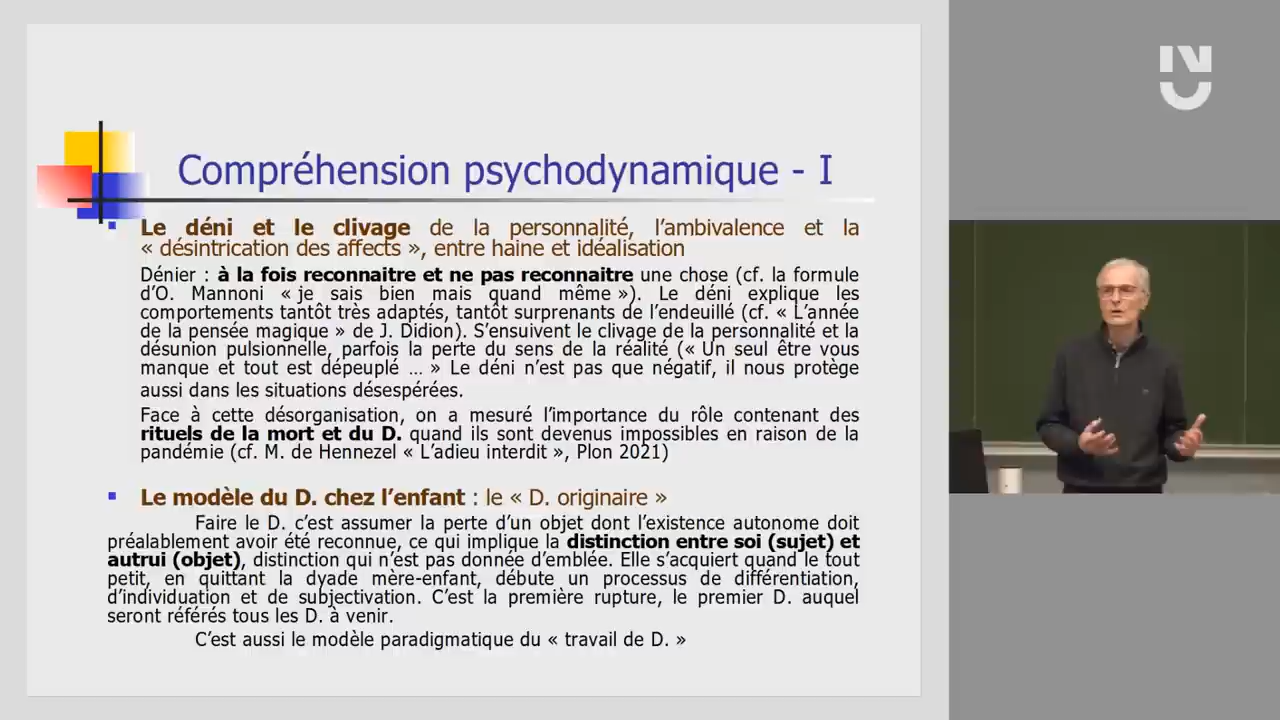 Compréhension psychodynamique - I
Le déni et le clivage de la personnalité, l'ambivalence et la
« désintrication des affects », entre haine et idéalisation
Dénier : à la fois reconnaitre et ne pas reconnaitre une chose (cf. la formule
d'O. Mannoni « je sais bien mais quand même »). Le déni explique les
comportements tantôt très adaptés, tantôt surprenants de l'endeuillé (cf. « L'année
de la pensée magique » de J. Didion). S'ensuivent le clivage de la personnalité et la
désunion pulsionnelle, parfois la perte du sens de la réalité (« Un seul être vous
manque et tout est dépeuplé ... » Le déni n'est pas que négatif, il nous protège
aussi dans les situations désespérées.
Face à cette désorganisation, on a mesuré l'importance du rôle contenant des
rituels de la mort et du D. quand ils sont devenus impossibles en raison de la
pandémie (cf. M. de Hennezel « L'adieu interdit », Plon 2021)
Le modèle du D. chez l'enfant : le « D. originaire »
Faire le D. c'est assumer la perte d'un objet dont l'existence autonome doit
préalablement avoir été reconnue, ce qui implique la distinction entre soi (sujet) et
autrui (objet), distinction qui n'est pas donnée d'emblée. Elle s'acquiert quand le tout
petit, en quittant la dyade mère-enfant, débute un processus de différentiation,
d'individuation et de subjectivation. C'est la première rupture, le premier D. auquel
seront référés tous les D. à venir.
C'est aussi le modèle paradigmatique du « travail de D. »